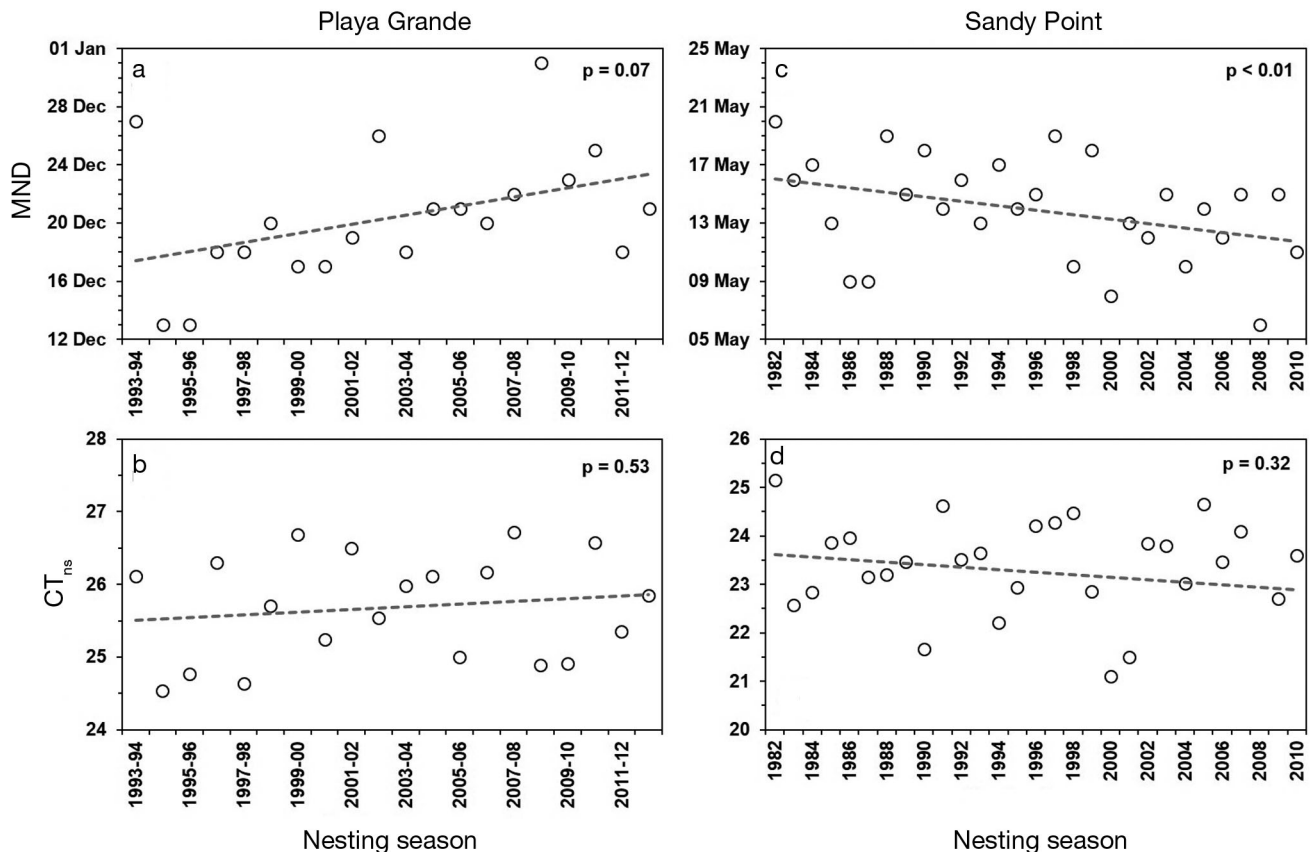 Playa Grande
Sandy Point
MND
01 Jan
28 Dec
24 Dec
20 Dec
16 Dec
12 Dec
a
p = 0.07
1993-94
1995-96
1997-98
1999-00
2001-02
2003-04
2005-06
2007-08
2009-10
2011-12
25 May
21 May
17 May
13 May
09 May
05 May
c
p < 0.01
1982
1984
1986
1988
1990
1992
1994
1996
1998
2000
2002
2004
2006
2008
2010
CTns
28
27
26
25
24
b
p = 0.53
1993-94
1995-96
1997-98
1999-00
2001-02
2003-04
2005-06
2007-08
2009-10
2011-12
26
25
24
23
22
21
20
d
p = 0.32
1982
1984
1986
1988
1990
1992
1994
1996
1998
2000
2002
2004
2006
2008
2010
Nesting season
Nesting season